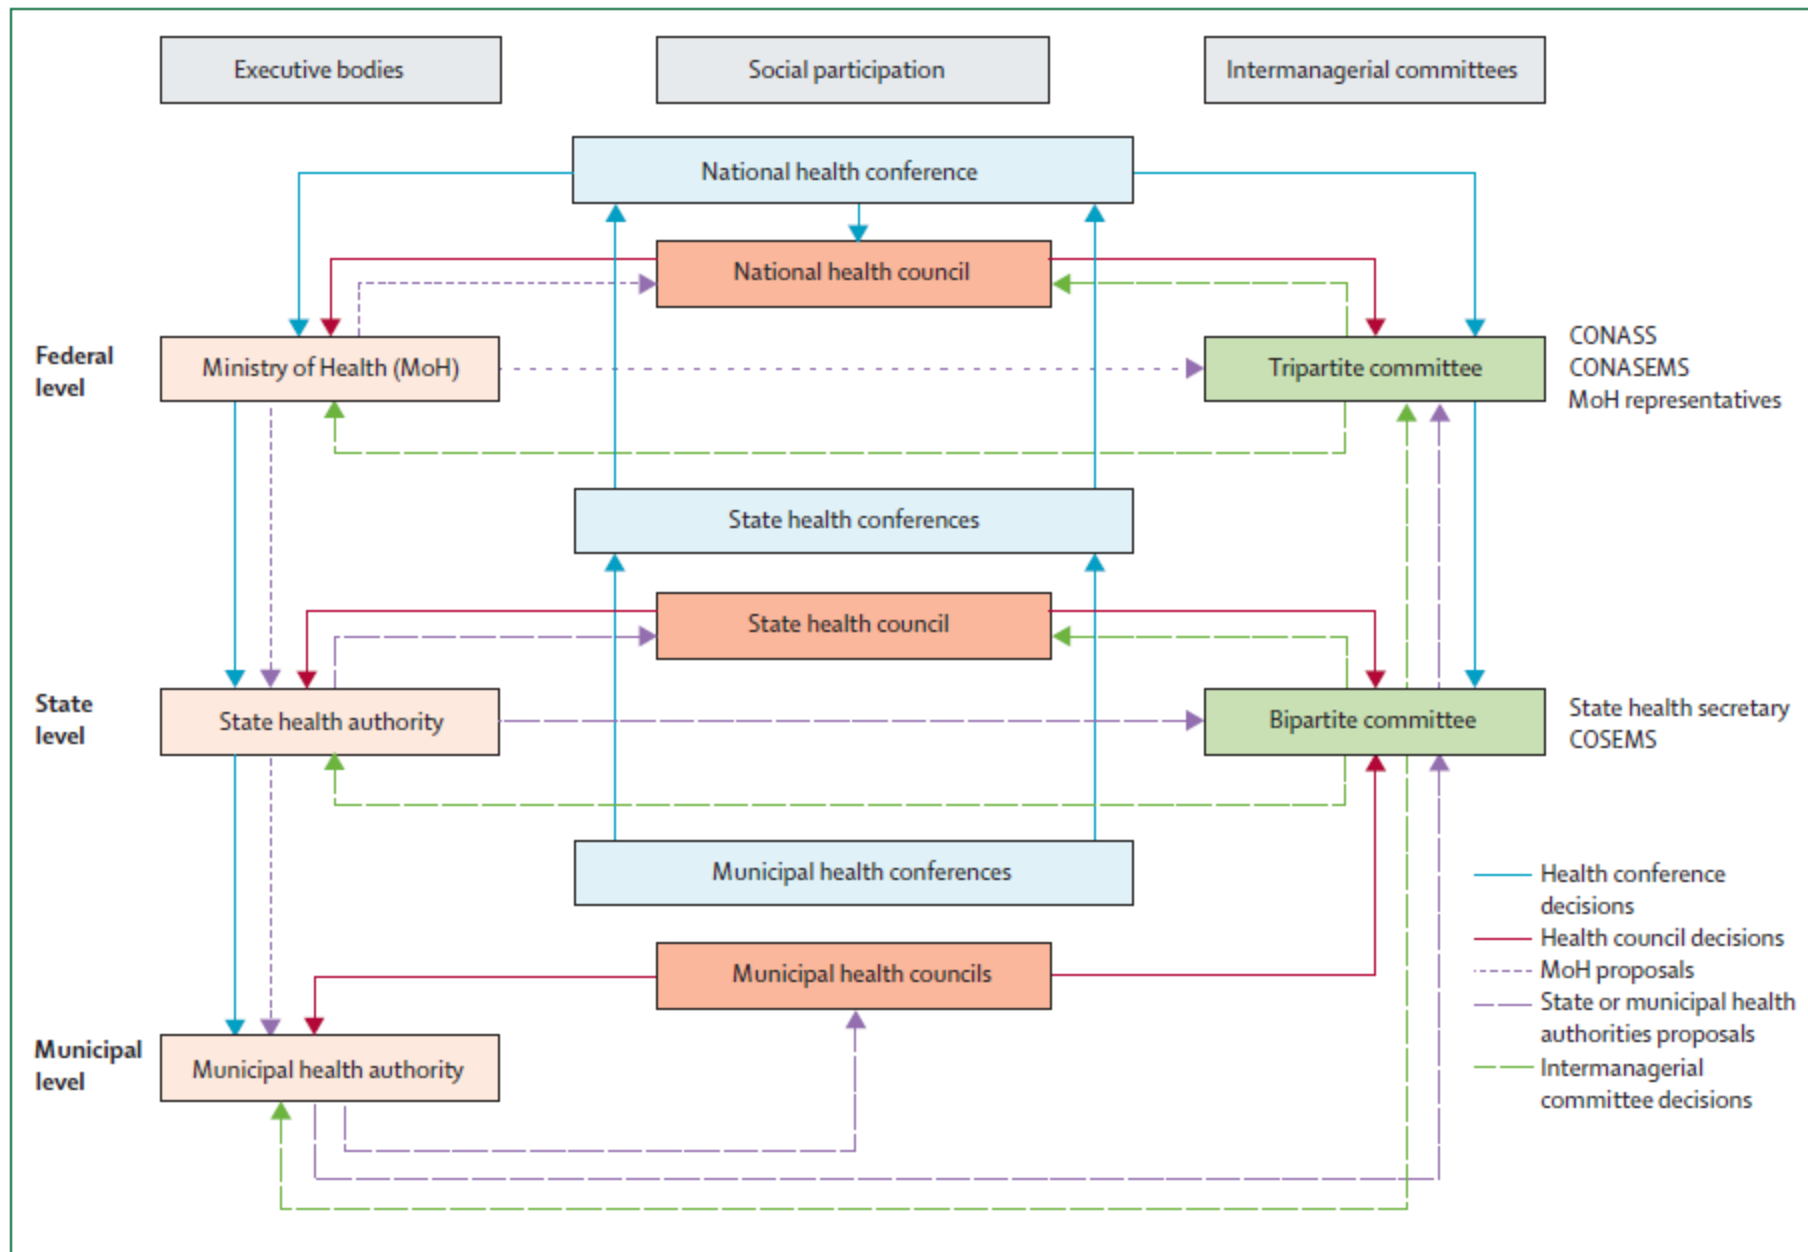 Executive bodies
Social participation
Intermanagerial committees
National health conference
National health council
Federal
level
Ministry of Health (MoH)
Tripartite committee
CONASS
CONASEMS
MoH representatives
State health conferences
State health council
State
level
State health authority
Bipartite committee
State health secretary
COSEMS
Municipal health conferences
Municipal health councils
Municipal
level
Municipal health authority
Health conference
decisions
Health council decisions
MoH proposals
State or municipal health
authorities proposals
Intermanagerial
committee decisions